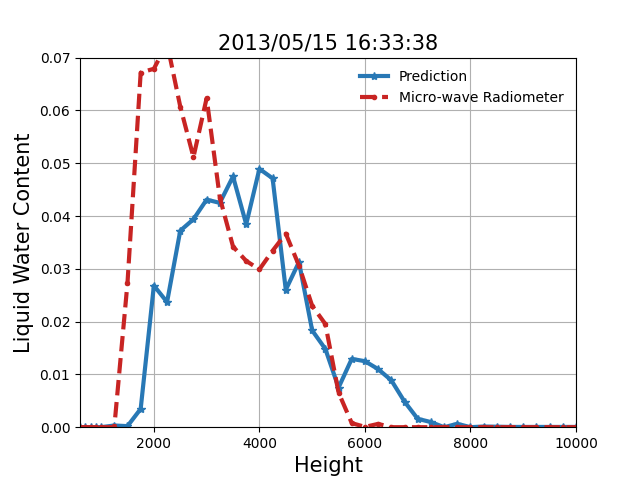 2013/05/15 16:33:38
Prediction
Micro-wave Radiometer
Liquid Water Content
0.07
0.06
0.05
0.04
0.03
0.02
0.01
0.00
2000 4000 6000 8000 10000
Height